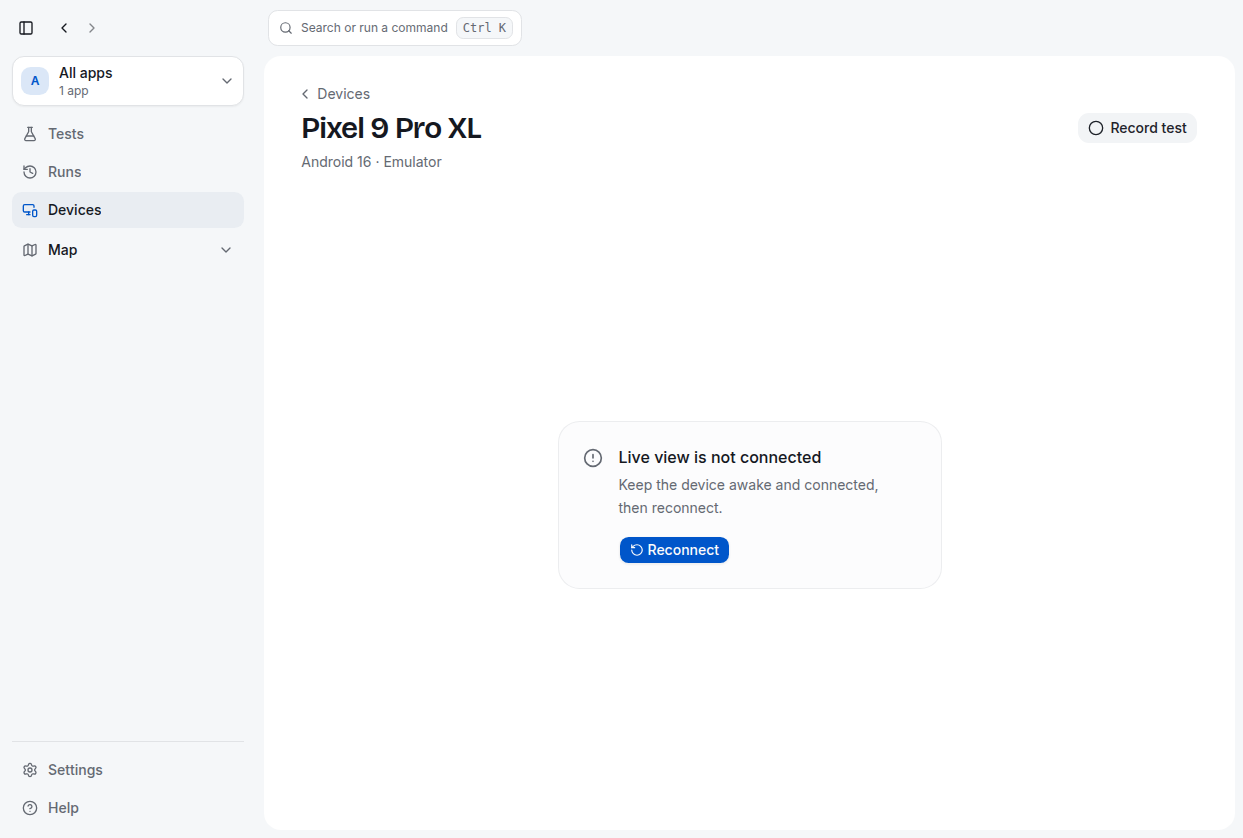 Search or run a command
Ctrl K
A
All apps
1 app
Tests
Runs
Devices
Map
Settings
Help
Devices
Pixel 9 Pro XL
Android 16 · Emulator
Record test
Live view is not connected
Keep the device awake and connected,
then reconnect.
Reconnect